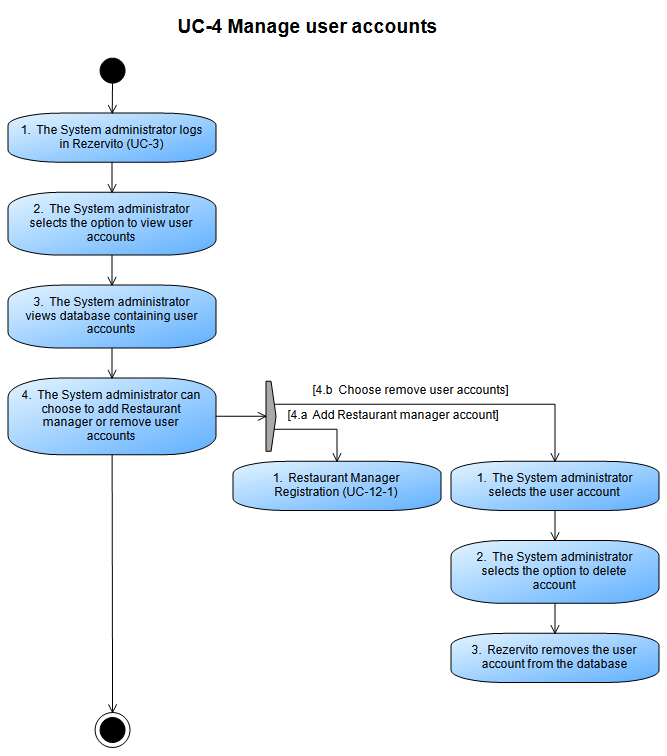 UC-4 Manage user accounts
1. The System administrator logs
in Rezervito (UC-3)
2. The System administrator
selects the option to view user
accounts
3. The System administrator
views database containing user
accounts
4. The System administrator can
choose to add Restaurant
manager or remove user
accounts
[4.b Choose remove user accounts]
[4.a Add Restaurant manager account]
1. Restaurant Manager
Registration (UC-12-1)
1. The System administrator
selects the user account
2. The System administrator
selects the option to delete
account
3. Rezervito removes the user
account from the database